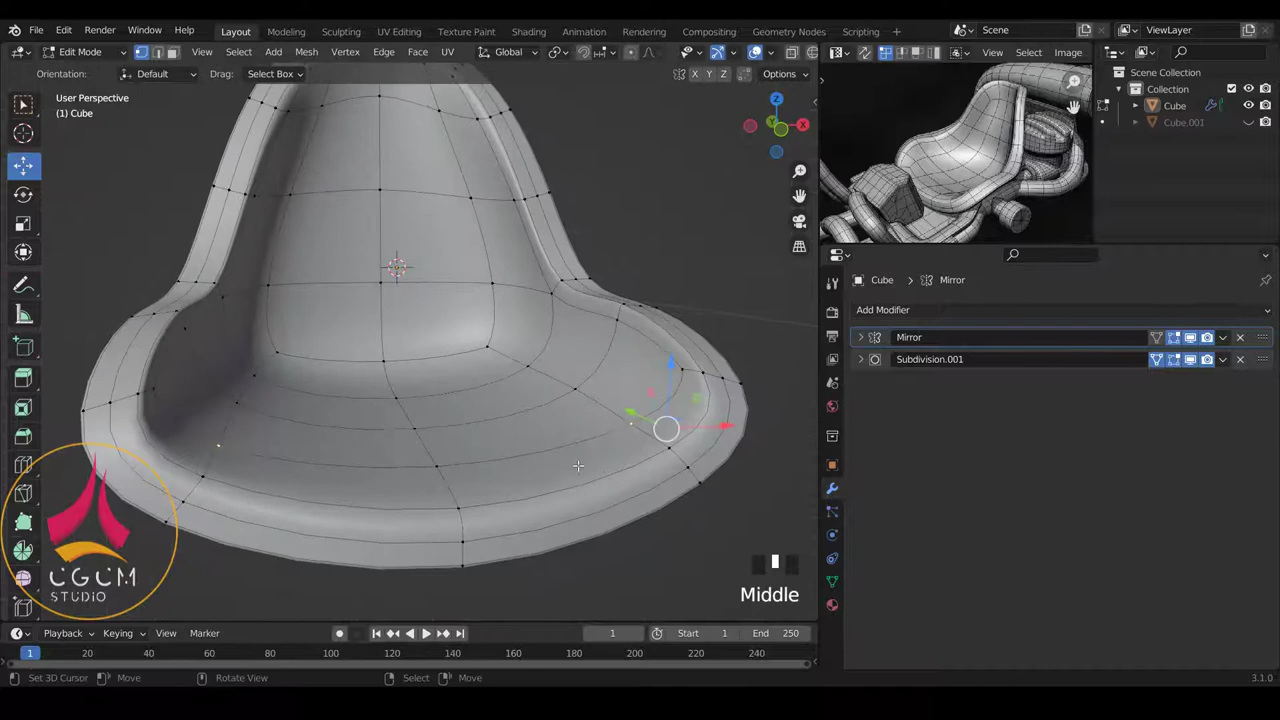 File Edit Render Window Help Layout Modeling Sculpting UV Editing Texture Paint Shading Animation Rendering Compositing Geometry Nodes Scripting + Scene ViewLayer
Edit Mode View Select Add Mesh Vertex Edge Face UV Global View Select Image
Orientation: Default Drag: Select Box X Y Z Options
User Perspective
(1) Cube
Z
Y
X
Scene Collection
Collection
Cube
Cube.001
Cube > Mirror
Add Modifier
Mirror
Subdivision.001
CGCM
STUDIO
Middle
Playback Keying View Marker 1 Start 1 End 250
1 20 40 60 80 100 120 140 160 180 200 220 240
Set 3D Cursor Move Rotate View Select Move 3.1.0